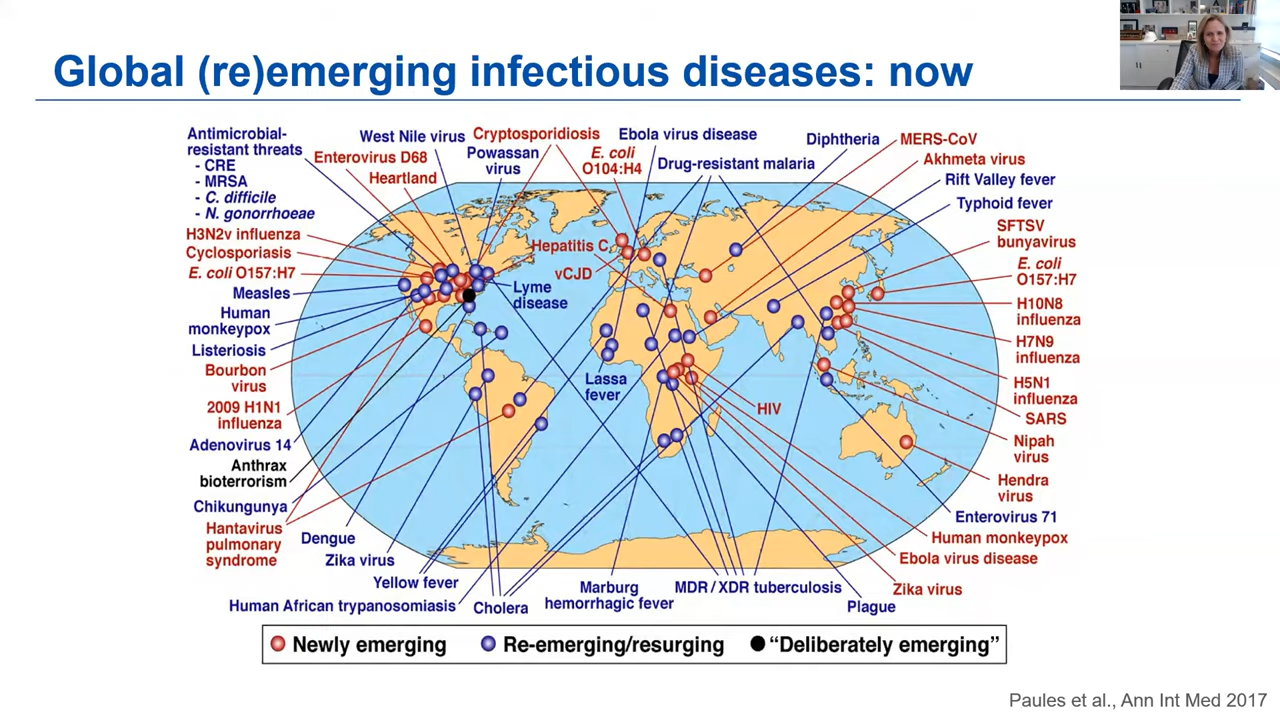 Global (re)emerging infectious diseases: now
Antimicrobial-
resistant threats
- CRE
- MRSA
- C. difficile
- N. gonorrhoeae
H3N2v influenza
Cyclosporiasis
E. coli O157:H7
Measles
Human
monkeypox
Listeriosis
Bourbon
virus
2009 H1N1
influenza
Adenovirus 14
Anthrax
bioterrorism
Chikungunya
Hantavirus
pulmonary
syndrome
Dengue
Zika virus
Yellow fever
Human African trypanosomiasis
Cholera
Enterovirus D68
Heartland
West Nile virus
Cryptosporidiosis
Powassan
virus
E. coli
O104:H4
Ebola virus disease
Drug-resistant malaria
Diphtheria
Hepatitis C
vCJD
Lyme
disease
Lassa
fever
HIV
MERS-CoV
Akhmeta virus
Rift Valley fever
Typhoid fever
SFTSV
bunyavirus
E. coli
O157:H7
H10N8
influenza
H7N9
influenza
H5N1
influenza
SARS
Nipah
virus
Hendra
virus
Enterovirus 71
Human monkeypox
Ebola virus disease
Zika virus
Plague
MDR / XDR tuberculosis
Marburg
hemorrhagic fever
Newly emerging
Re-emerging/resurging
“Deliberately emerging”
Paules et al., Ann Int Med 2017